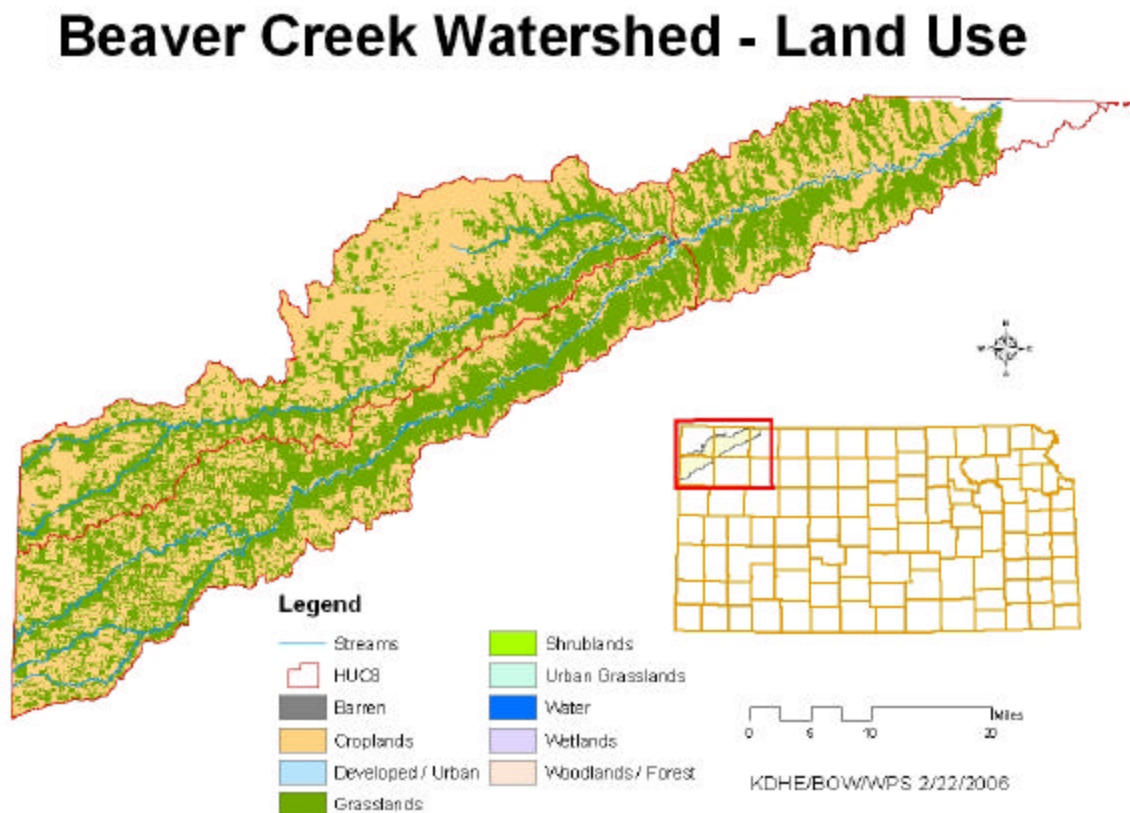 Beaver Creek Watershed - Land Use
N
W E
S
Legend
Streams
HUC8
Barren
Croplands
Developed / Urban
Grasslands
Shrublands
Urban Grasslands
Water
Wetlands
Woodlands / Forest
Miles
0 5 10 20
KDHE/BOW/WPS 2/22/2006